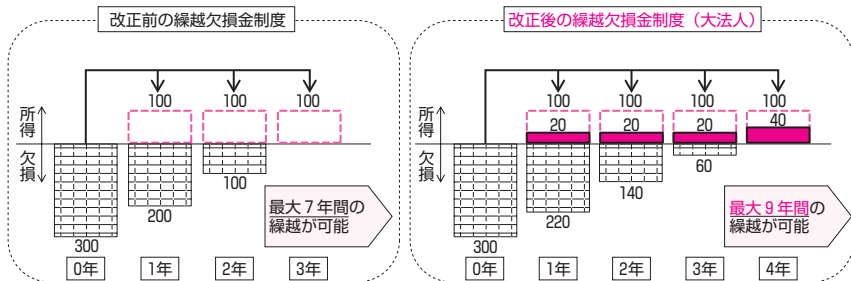 改正前の繰越欠損金制度
100 100 100
所得
欠損
100
200
300
最大７年間の
繰越が可能
0年 1年 2年 3年
改正後の繰越欠損金制度（大法人）
100 100 100 100
20 20 20 40
所得
欠損
60
140
220
300
最大９年間の
繰越が可能
0年 1年 2年 3年 4年